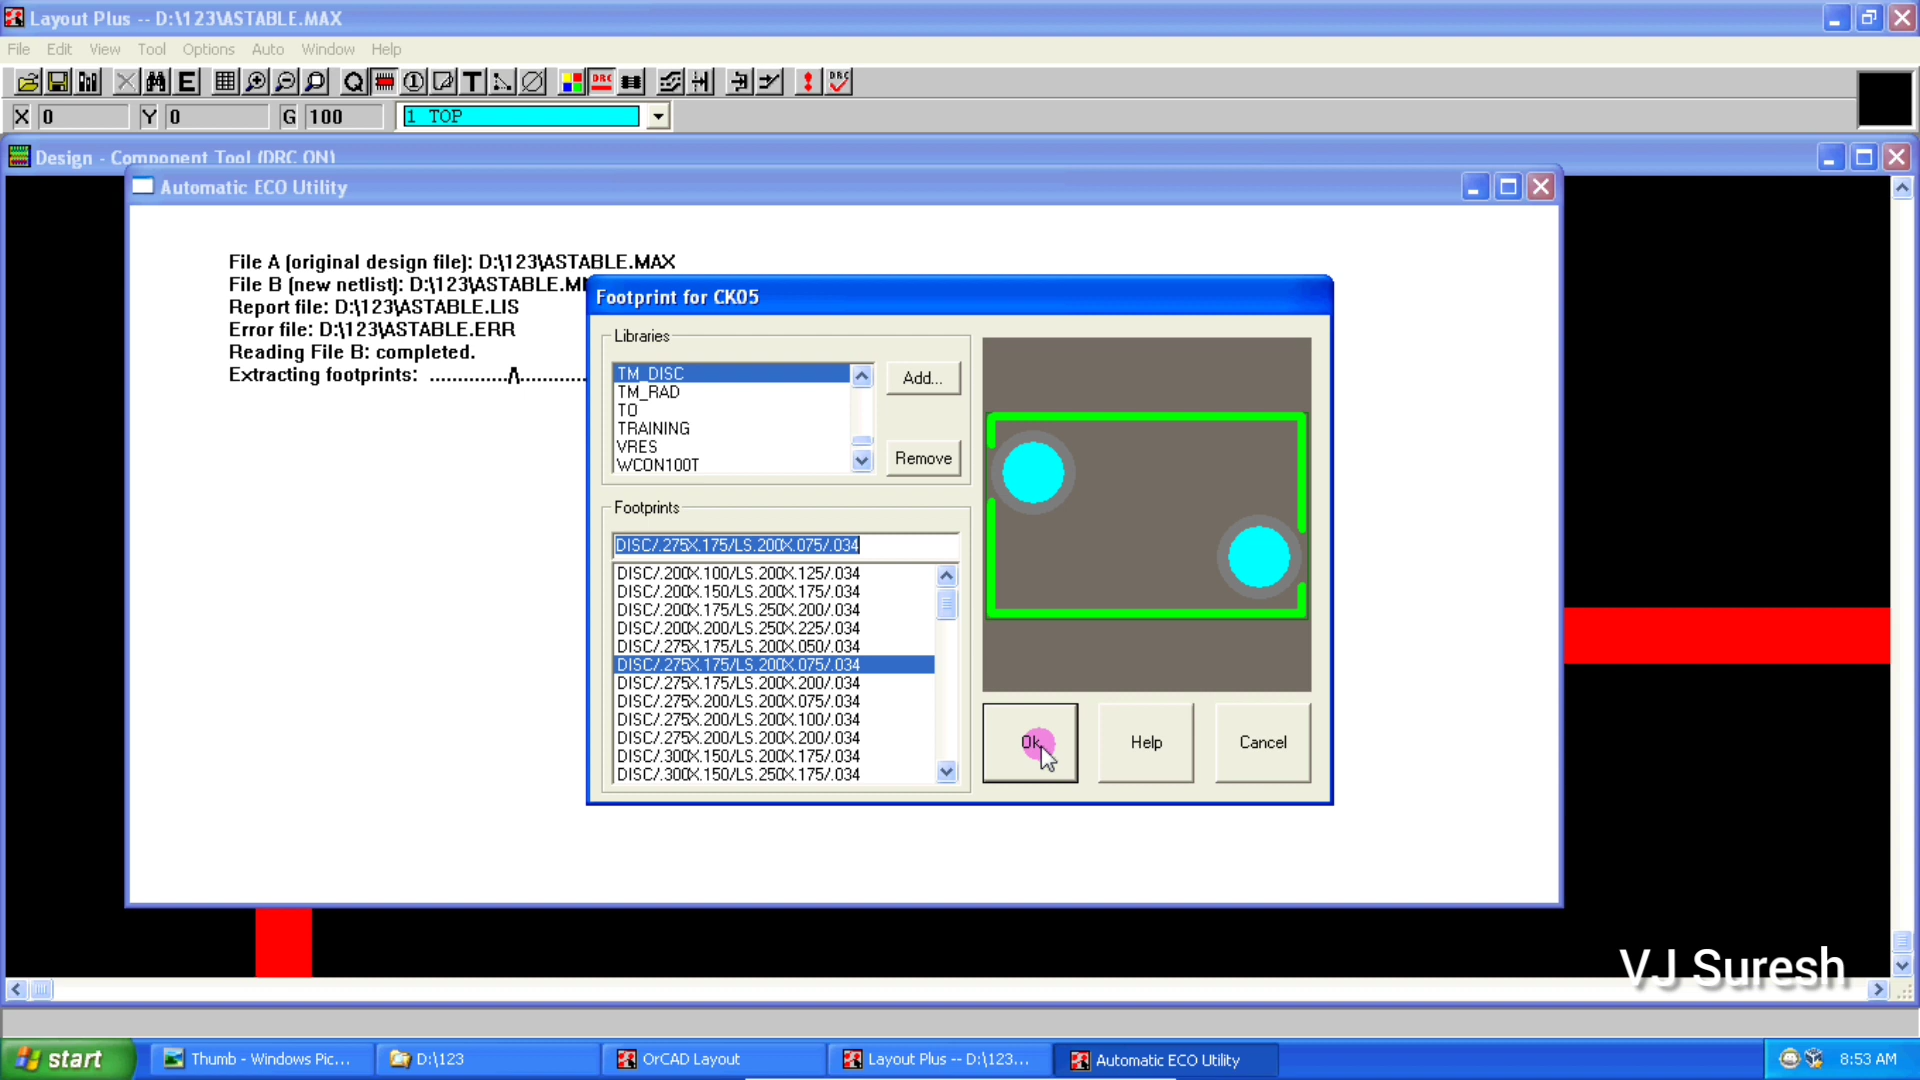 Layout Plus -- D:\123\ASTABLE.MAX
File Edit View Tool Options Auto Window Help
E Q 1 T DRC DRC
X 0 Y 0 G 100 1 TOP
Design - Component Tool (DRC ON)
Automatic ECO Utility
File A (original design file): D:\123\ASTABLE.MAX
File B (new netlist): D:\123\ASTABLE.M
Report file: D:\123\ASTABLE.LIS
Error file: D:\123\ASTABLE.ERR
Reading File B: completed.
Extracting footprints: ..............Λ............
Footprint for CK05
Libraries
TM_DISC
TM_RAD
TO
TRAINING
VRES
WCON100T
Add...
Remove
Footprints
DISC/.275X.175/LS.200X.075/.034
DISC/.200X.100/LS.200X.125/.034
DISC/.200X.150/LS.200X.175/.034
DISC/.200X.175/LS.250X.200/.034
DISC/.200X.200/LS.250X.225/.034
DISC/.275X.175/LS.200X.050/.034
DISC/.275X.175/LS.200X.075/.034
DISC/.275X.175/LS.200X.200/.034
DISC/.275X.200/LS.200X.075/.034
DISC/.275X.200/LS.200X.100/.034
DISC/.275X.200/LS.200X.200/.034
DISC/.300X.150/LS.200X.175/.034
DISC/.300X.150/LS.250X.175/.034
Ok Help Cancel
VJ Suresh
start Thumb - Windows Pic... D:\123 OrCAD Layout Layout Plus -- D:\123... Automatic ECO Utility 8:53 AM